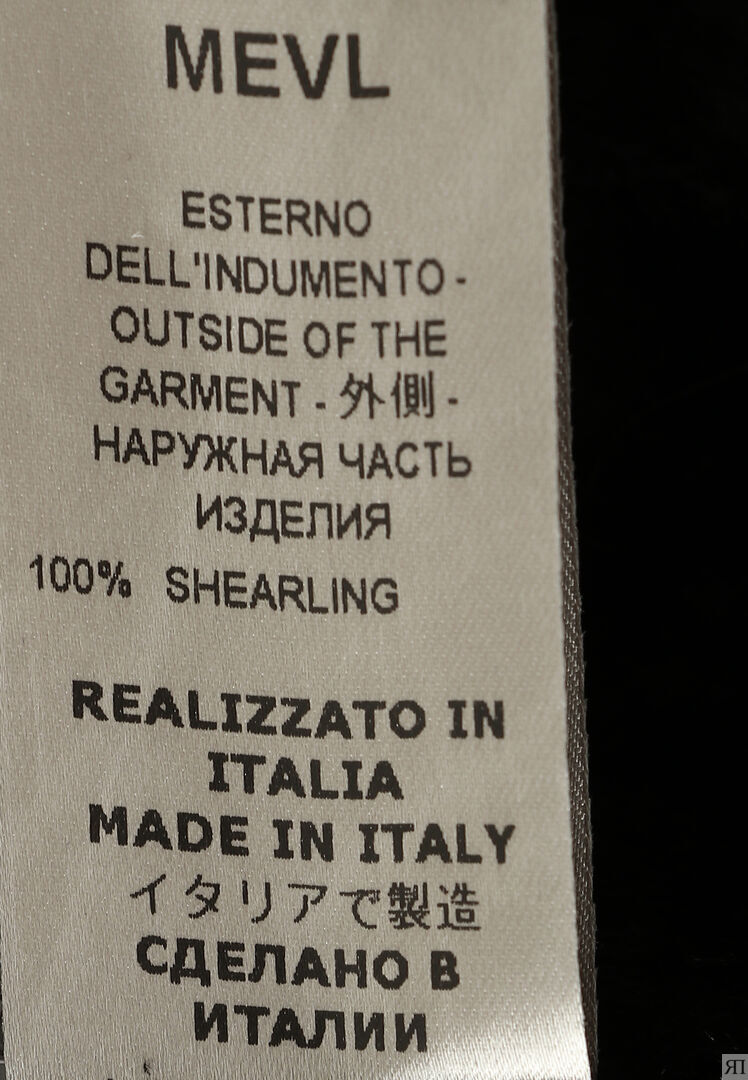 MEVL
ESTERNO
DELL'INDUMENTO -
OUTSIDE OF THE
GARMENT - 外側 -
НАРУЖНАЯ ЧАСТЬ
ИЗДЕЛИЯ
100% SHEARLING
REALIZZATO IN
ITALIA
MADE IN ITALY
イタリアで製造
СДЕЛАНО В
ИТАЛИИ
ЯП